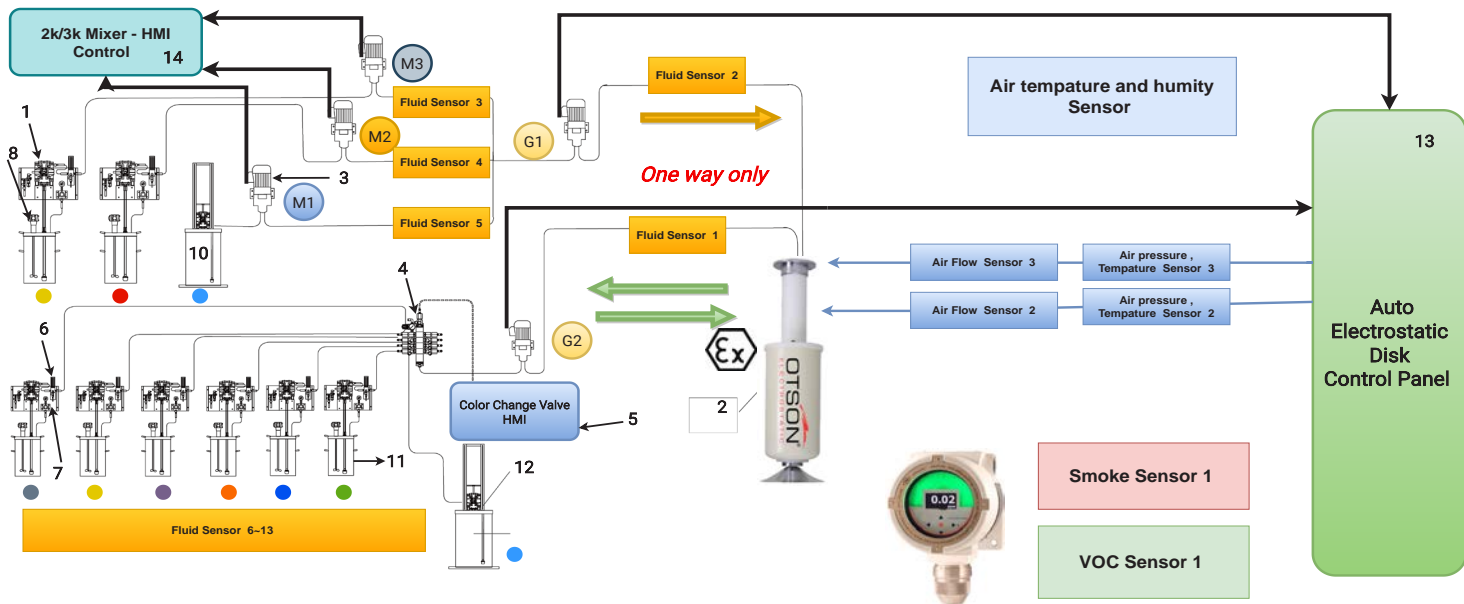 2k/3k Mixer - HMI
Control
14
M3
Fluid Sensor 3
Fluid Sensor 2
Air tempature and humity
Sensor
1
M2
G1
13
8
Fluid Sensor 4
3
One way only
M1
Fluid Sensor 5
10
Fluid Sensor 1
4
Air Flow Sensor 3
Air pressure ,
Tempature Sensor 3
Air Flow Sensor 2
Air pressure ,
Tempature Sensor 2
Auto
Electrostatic
Disk
Control Panel
6
G2
Ex
OTSON®
ELECTROSTATIC
2
Color Change Valve
HMI
5
7
11
12
Smoke Sensor 1
0.02
Fluid Sensor 6~13
VOC Sensor 1